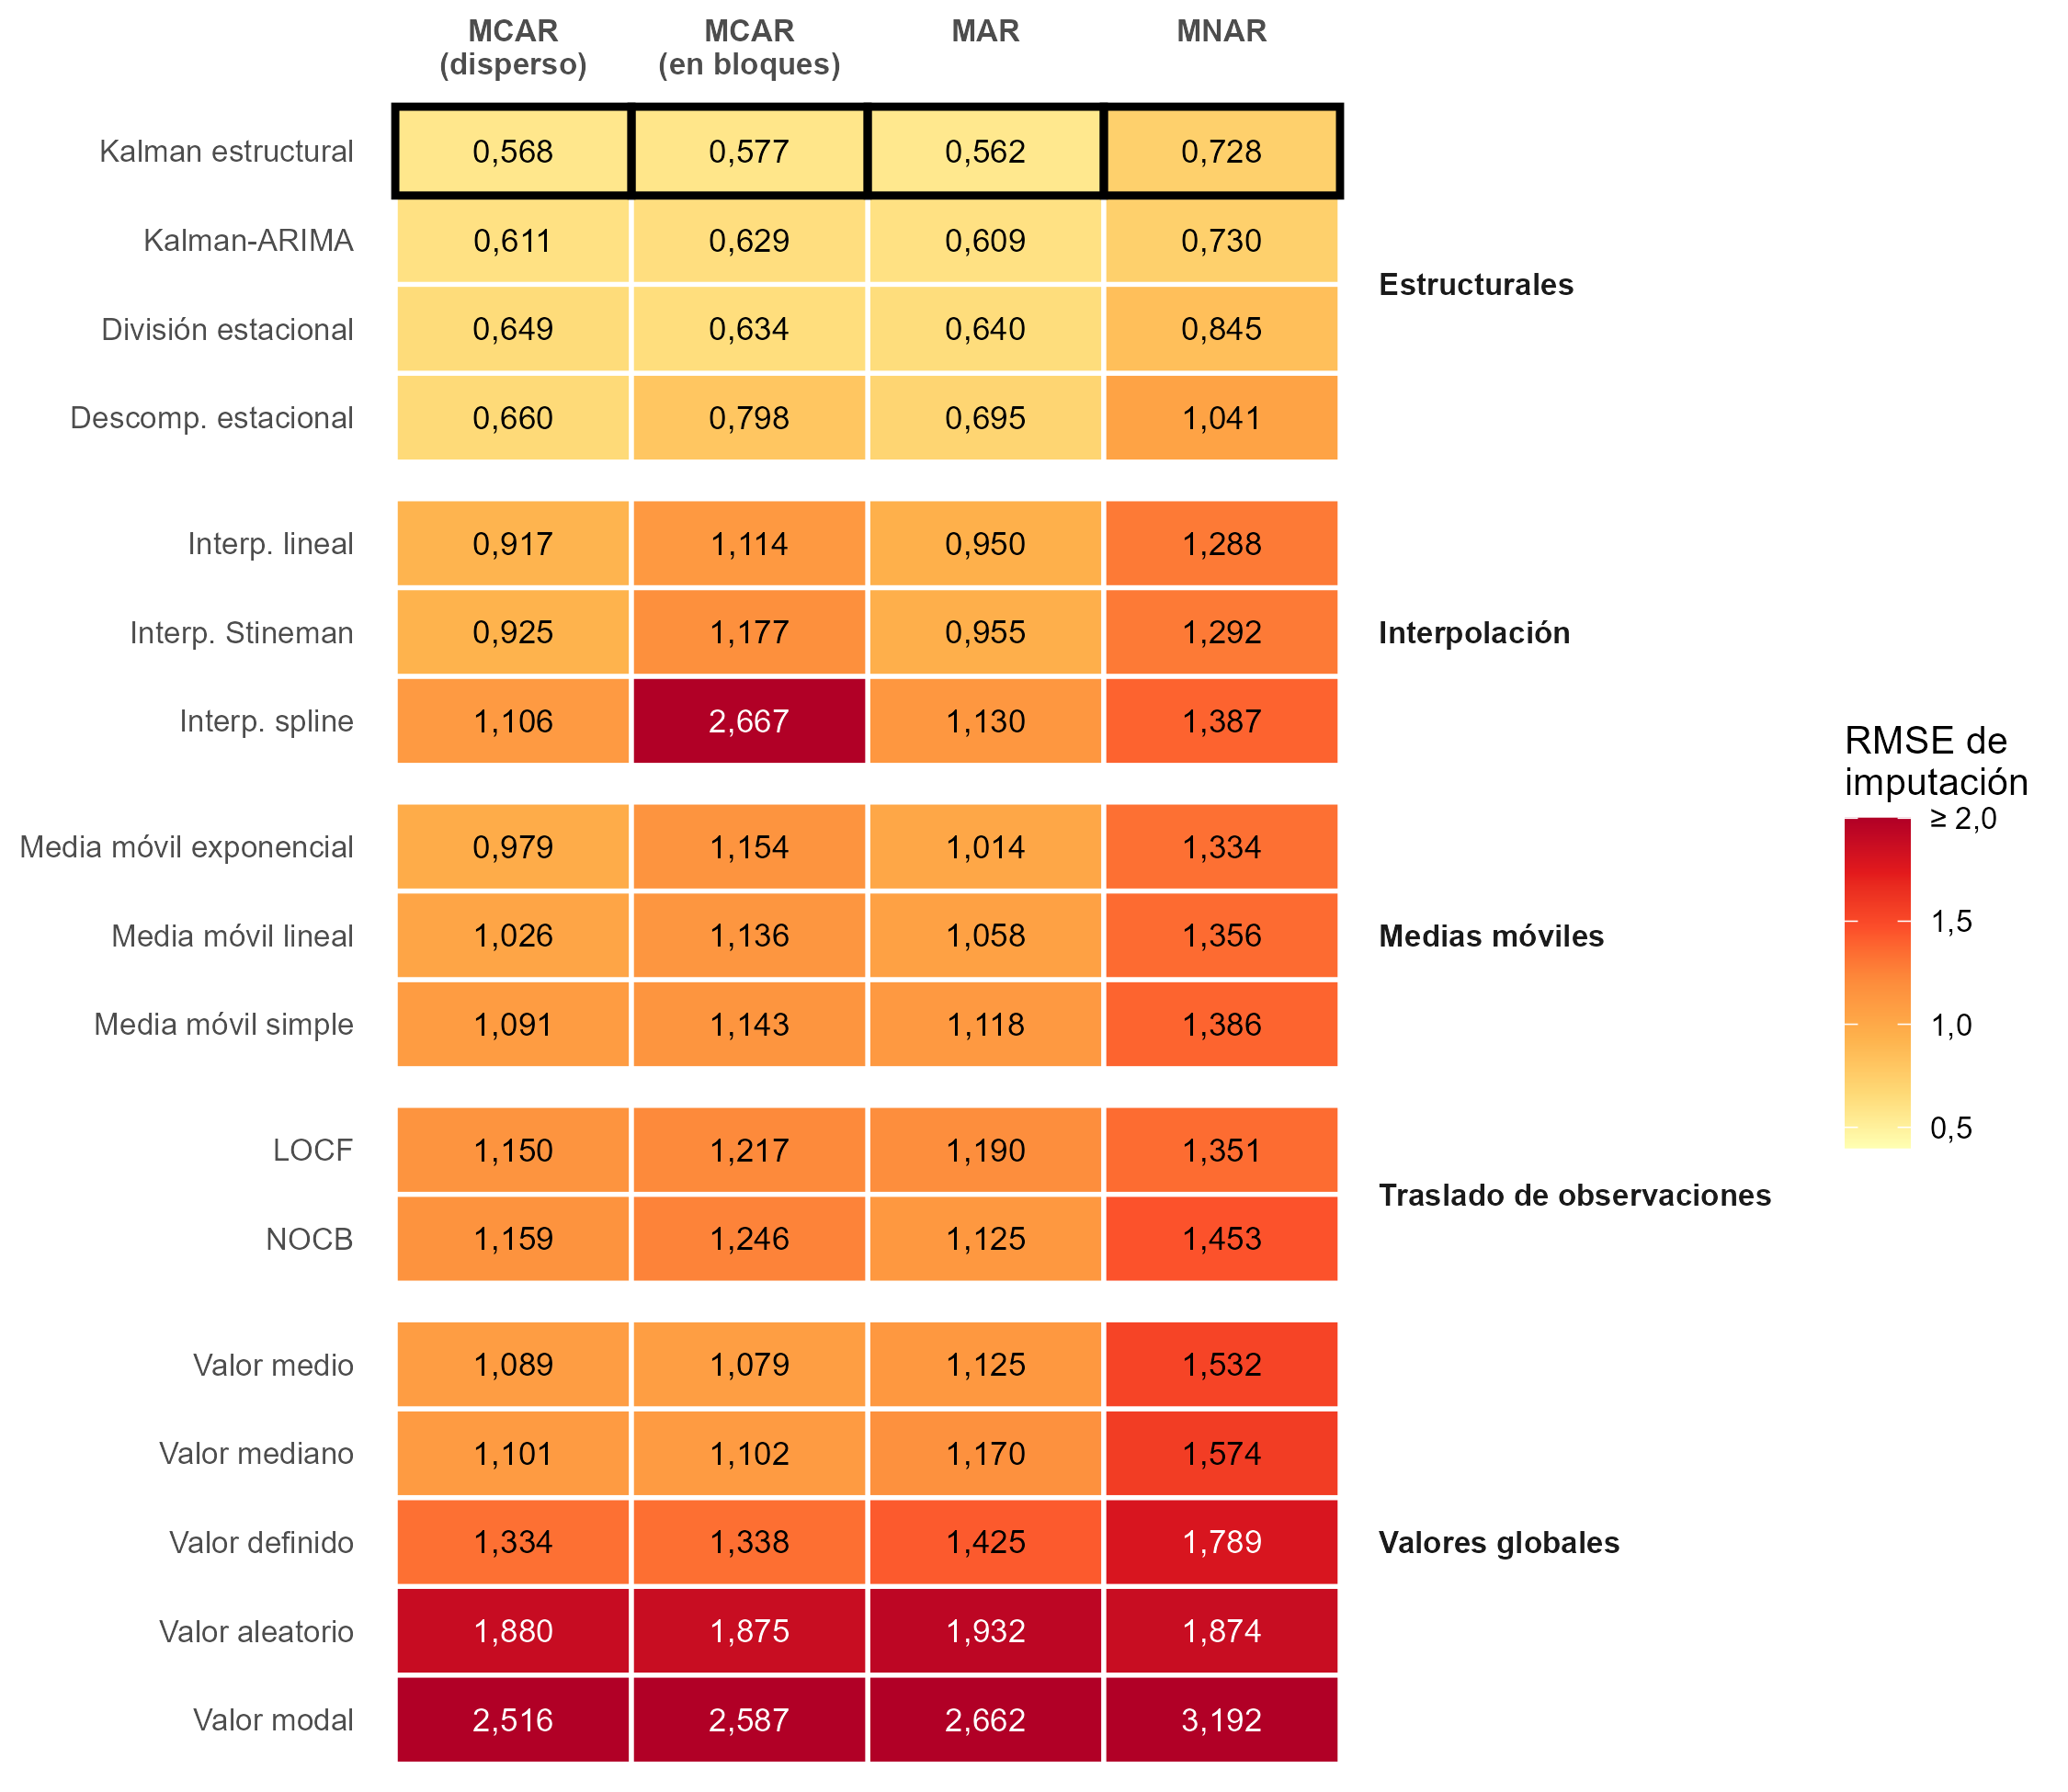 MCAR
(disperso)
MCAR
(en bloques)
MAR
MNAR
Kalman estructural 0,568 0,577 0,562 0,728
Kalman-ARIMA 0,611 0,629 0,609 0,730
Estructurales
División estacional 0,649 0,634 0,640 0,845
Descomp. estacional 0,660 0,798 0,695 1,041
Interp. lineal 0,917 1,114 0,950 1,288
Interp. Stineman 0,925 1,177 0,955 1,292 Interpolación
Interp. spline 1,106 2,667 1,130 1,387
Media móvil exponencial 0,979 1,154 1,014 1,334
Media móvil lineal 1,026 1,136 1,058 1,356 Medias móviles
Media móvil simple 1,091 1,143 1,118 1,386
LOCF 1,150 1,217 1,190 1,351
Traslado de observaciones
NOCB 1,159 1,246 1,125 1,453
Valor medio 1,089 1,079 1,125 1,532
Valor mediano 1,101 1,102 1,170 1,574
Valor definido 1,334 1,338 1,425 1,789 Valores globales
Valor aleatorio 1,880 1,875 1,932 1,874
Valor modal 2,516 2,587 2,662 3,192
RMSE de
imputación
≥ 2,0
1,5
1,0
0,5